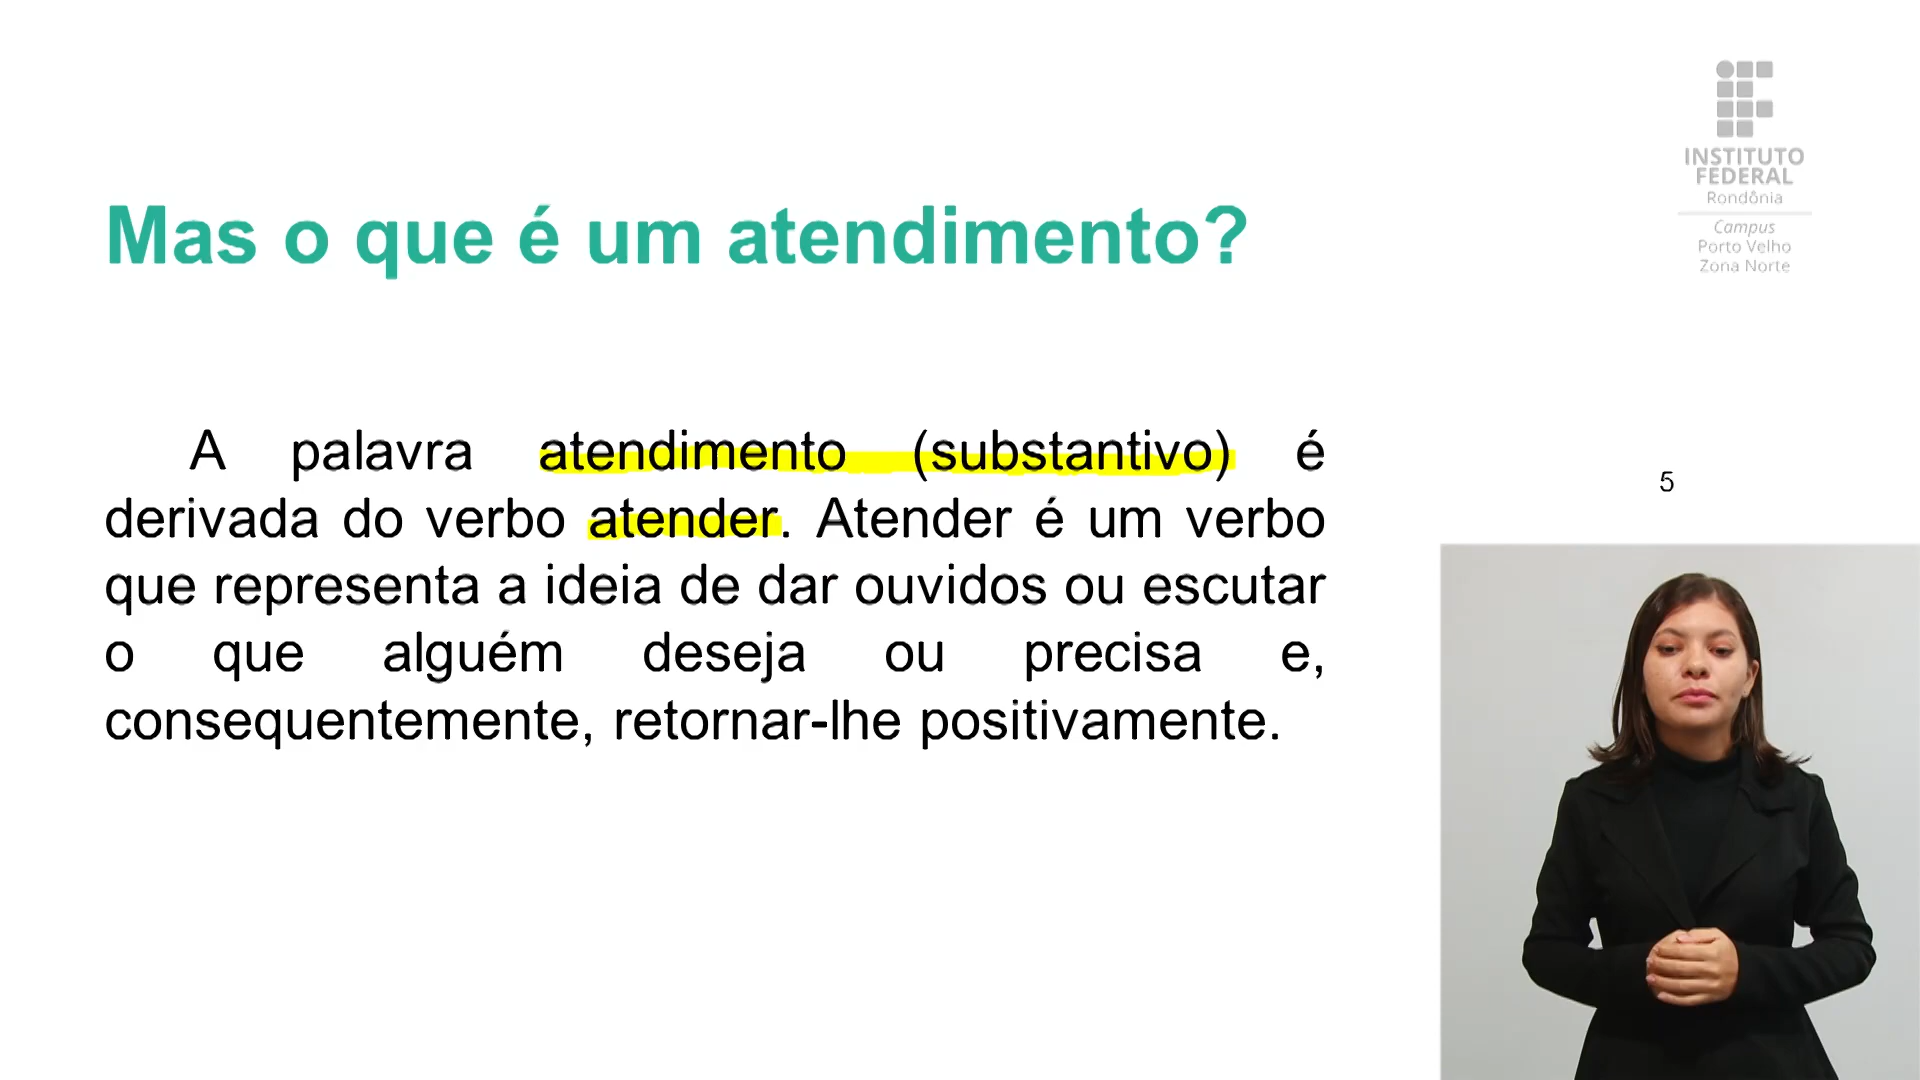 INSTITUTO
FEDERAL
Rondônia
Campus
Porto Velho
Zona Norte
Mas o que é um atendimento?
A palavra atendimento (substantivo) é
derivada do verbo atender. Atender é um verbo
que representa a ideia de dar ouvidos ou escutar
o que alguém deseja ou precisa e,
consequentemente, retornar-lhe positivamente.
5